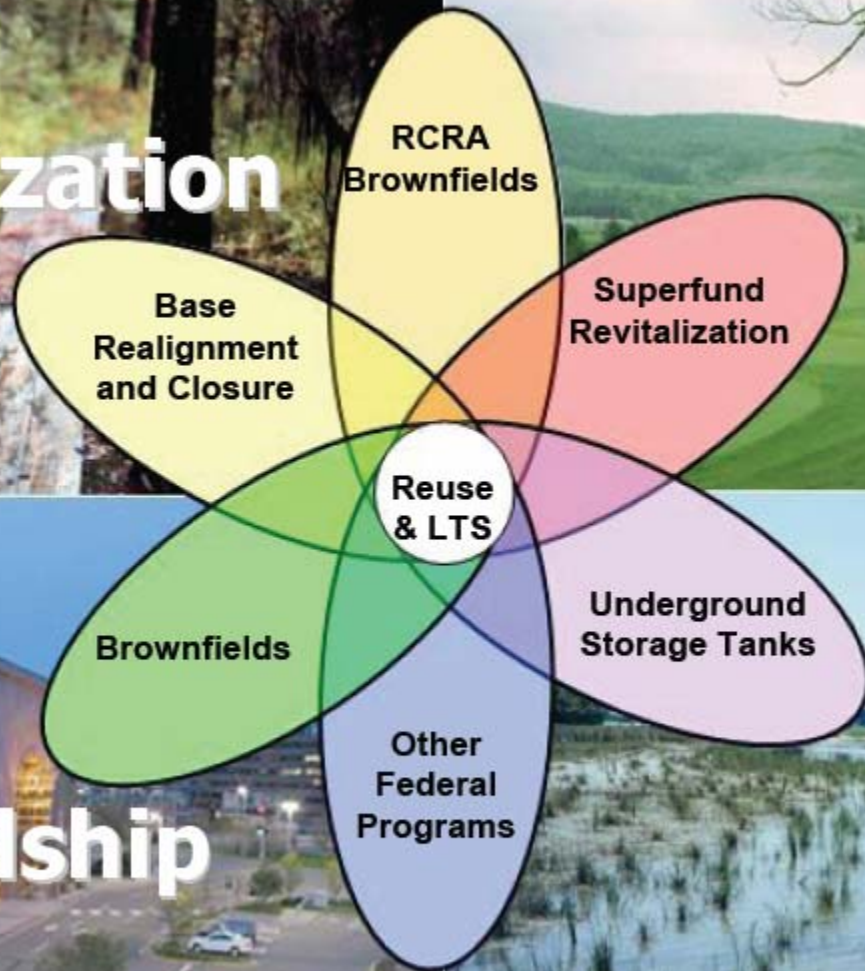 RCRA
Brownfields
zation
Superfund
Revitalization
Base
Realignment
and Closure
Reuse
& LTS
Underground
Storage Tanks
Brownfields
Other
Federal
Programs
lship